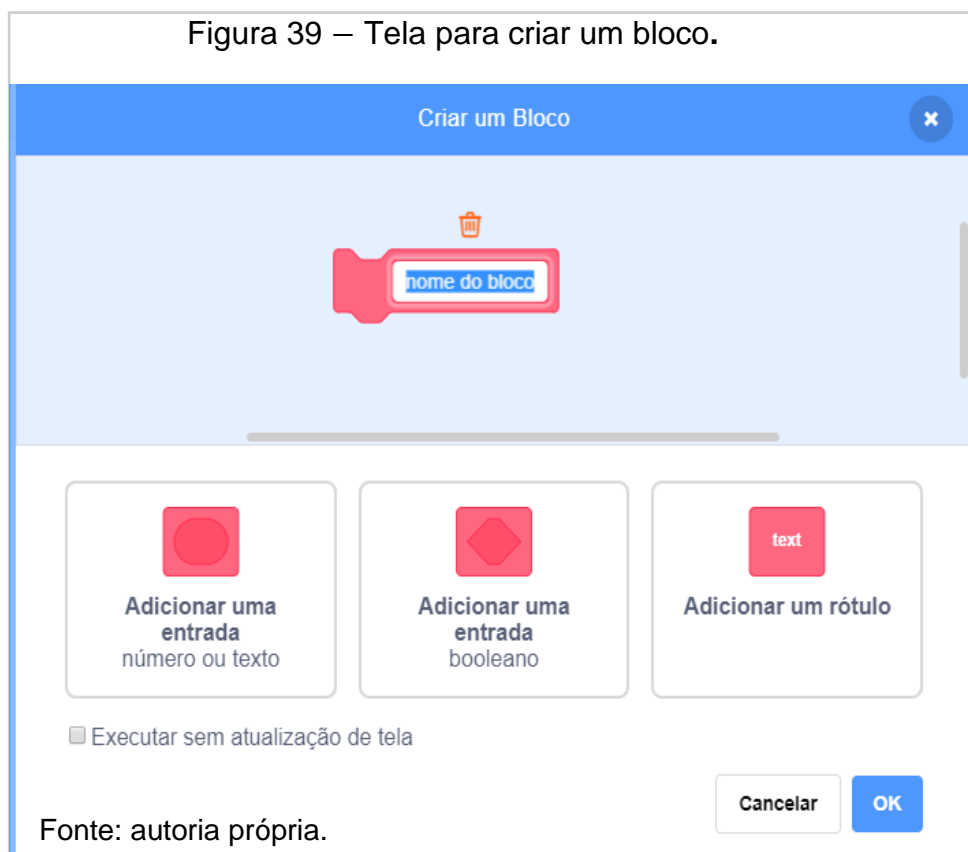 Figura 39 – Tela para criar um bloco.
Criar um Bloco
nome do bloco
text
Adicionar uma
entrada
número ou texto
Adicionar uma
entrada
booleano
Adicionar um rótulo
Executar sem atualização de tela
Cancelar
OK
Fonte: autoria própria.